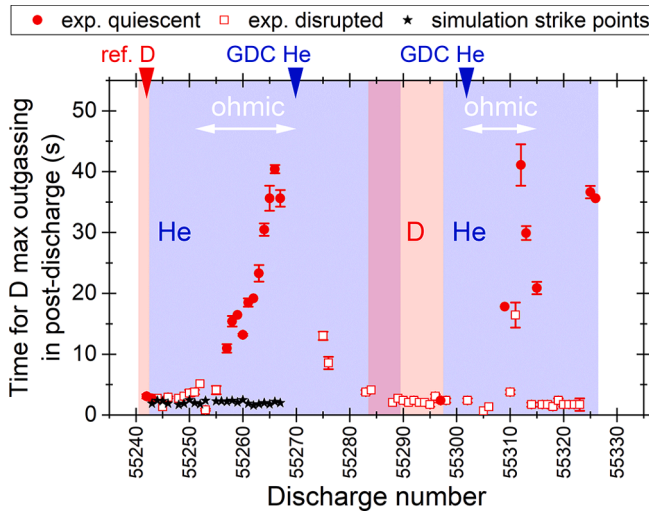 exp. quiescent exp. disrupted simulation strike points
ref. D GDC He GDC He
Time for D max outgassing
in post-discharge (s)
50
40
30
20
10
0
ohmic ohmic
He D He
55240 55250 55260 55270 55280 55290 55300 55310 55320 55330
Discharge number